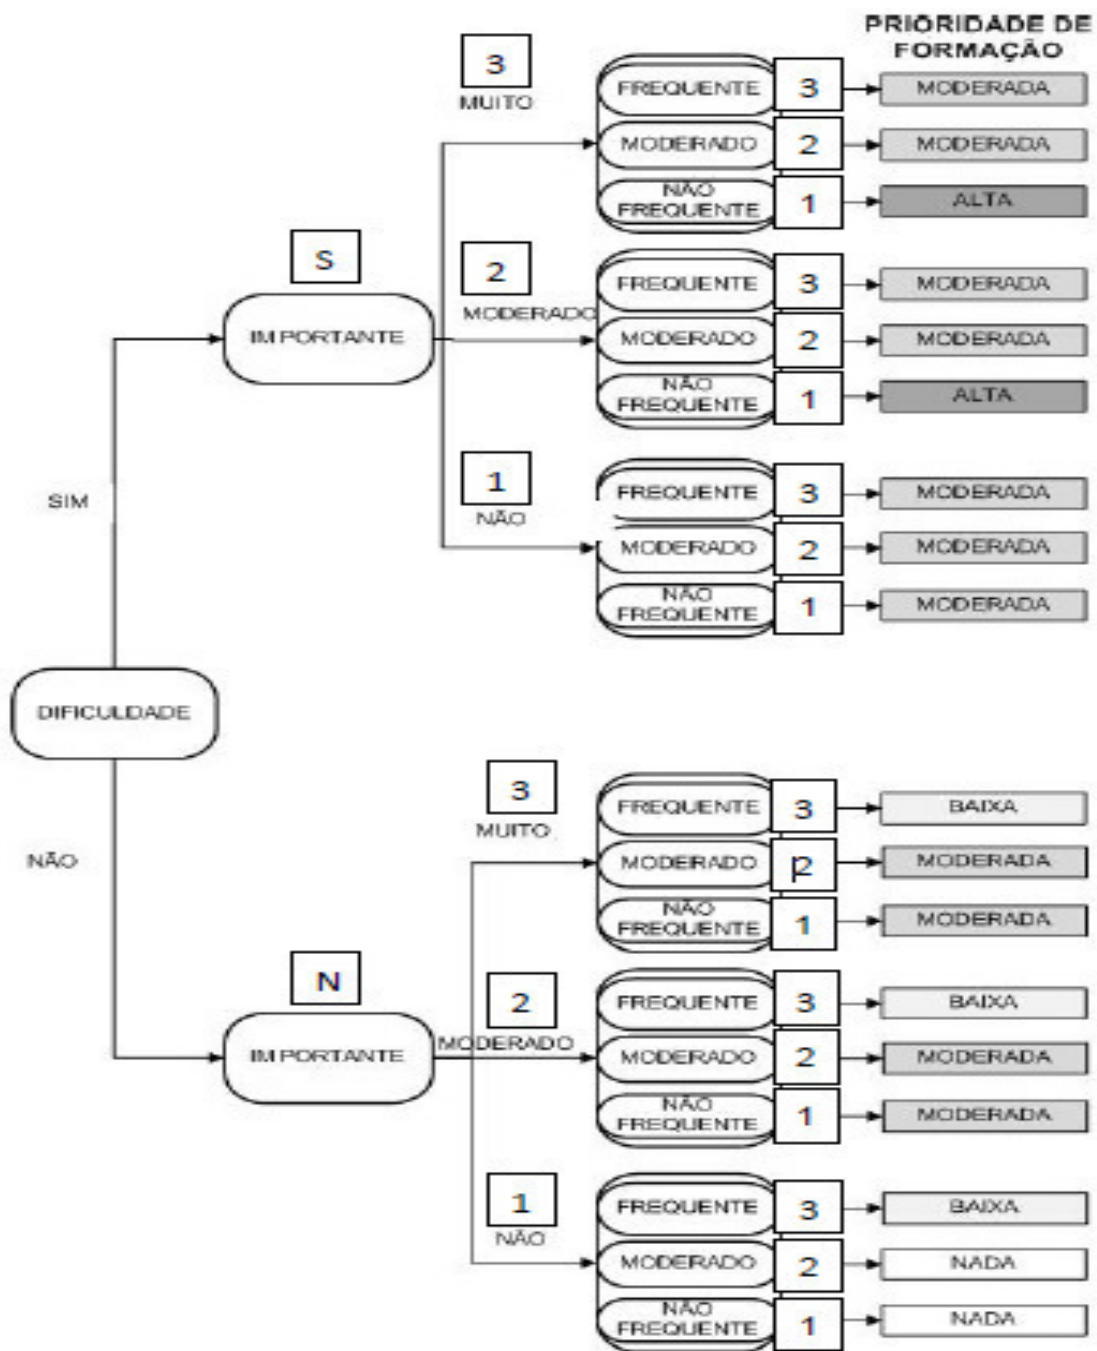 PRIORIDADE DE
FORMAÇÃO
3
MUITO
FREQUENTE 3 MODERADA
MODEIRADO 2 MODERADA
NÃO
FREQUENTE 1 ALTA
S
IMPORTANTE
2
MODERADO
FREQUENTE 3 MODERADA
MODERADO 2 MODERADA
NÃO
FREQUENTE 1 ALTA
1
NÃO
FREQUENTE 3 MODERADA
MODERADO 2 MODERADA
NÃO
FREQUENTE 1 MODERADA
SIM
DIFICULDADE
NÃO
3
MUITO
FREQUENTE 3 BAIXA
MODERADO 2 MODERADA
NÃO
FREQUENTE 1 MODERADA
N
IMPORTANTE
2
MODERADO
FREQUENTE 3 BAIXA
MODERADO 2 MODERADA
NÃO
FREQUENTE 1 MODERADA
1
NÃO
FREQUENTE 3 BAIXA
MODERADO 2 NADA
NÃO
FREQUENTE 1 NADA